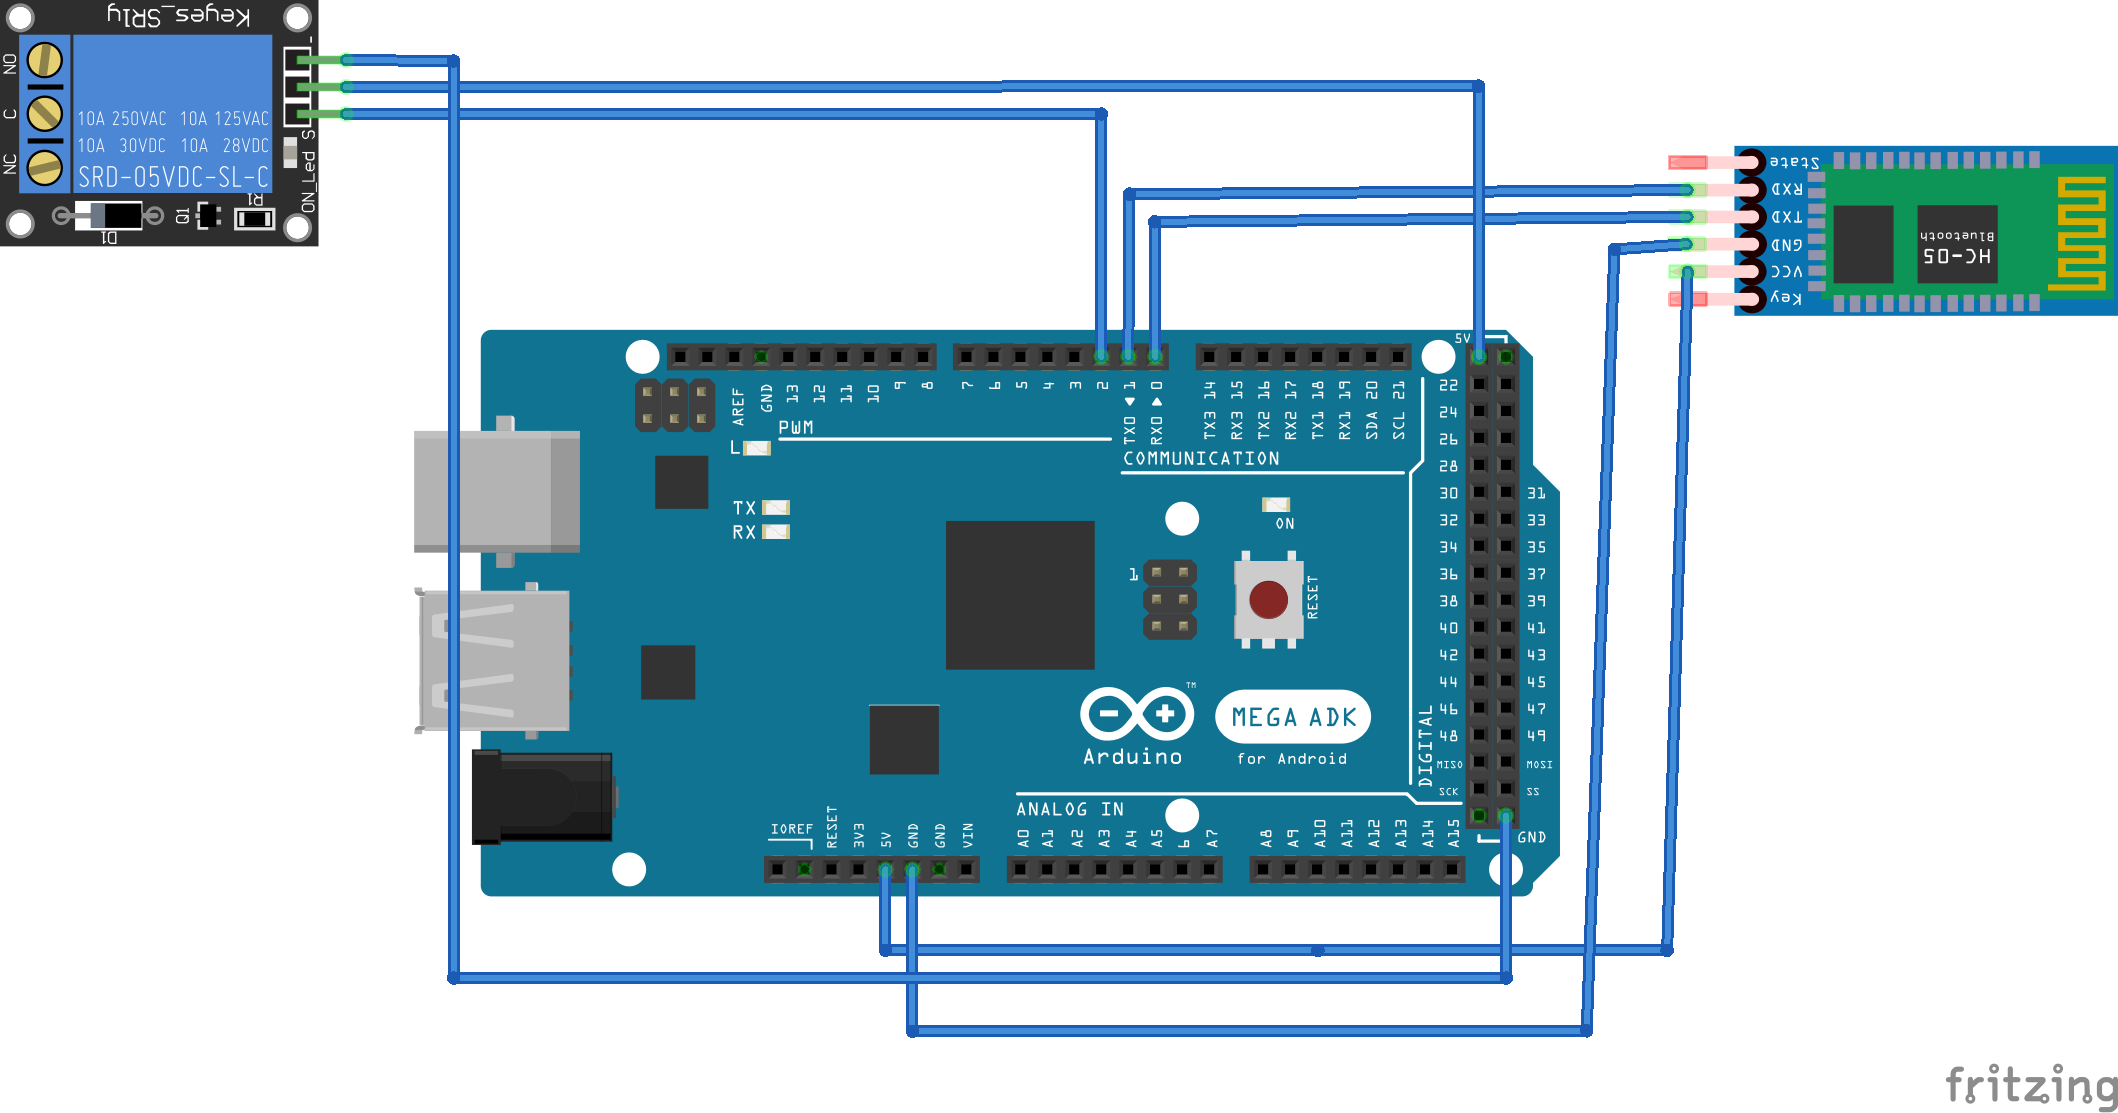 Keyes_SRly
NO
C
NC
-
S
ON_Led
10A 250VAC 10A 125VAC
10A 30VDC 10A 28VDC
SRD-05VDC-SL-C
D1
Q1
R1
State
RXD
TXD
GND
VCC
Key
Bluetooth
HC-05
AREF
GND
13
12
11
10
9
8
7
6
5
4
3
2
TX0 1
RX0 0
TX3 14
RX3 15
TX2 16
RX2 17
TX1 18
RX1 19
SDA 20
SCL 21
PWM
COMMUNICATION
L
TX
RX
ON
1
RESET
5V
22
24
26
28
30 31
32 33
34 35
36 37
38 39
40 41
42 43
44 45
46 47
48 49
MISO MOSI
SCK SS
GND
DIGITAL
TM
Arduino
MEGA ADK
for Android
ANALOG IN
IOREF
RESET
3V3
5V
GND
GND
VIN
A0
A1
A2
A3
A4
A5
6
A7
A8
A9
A10
A11
A12
A13
A14
A15
fritzing